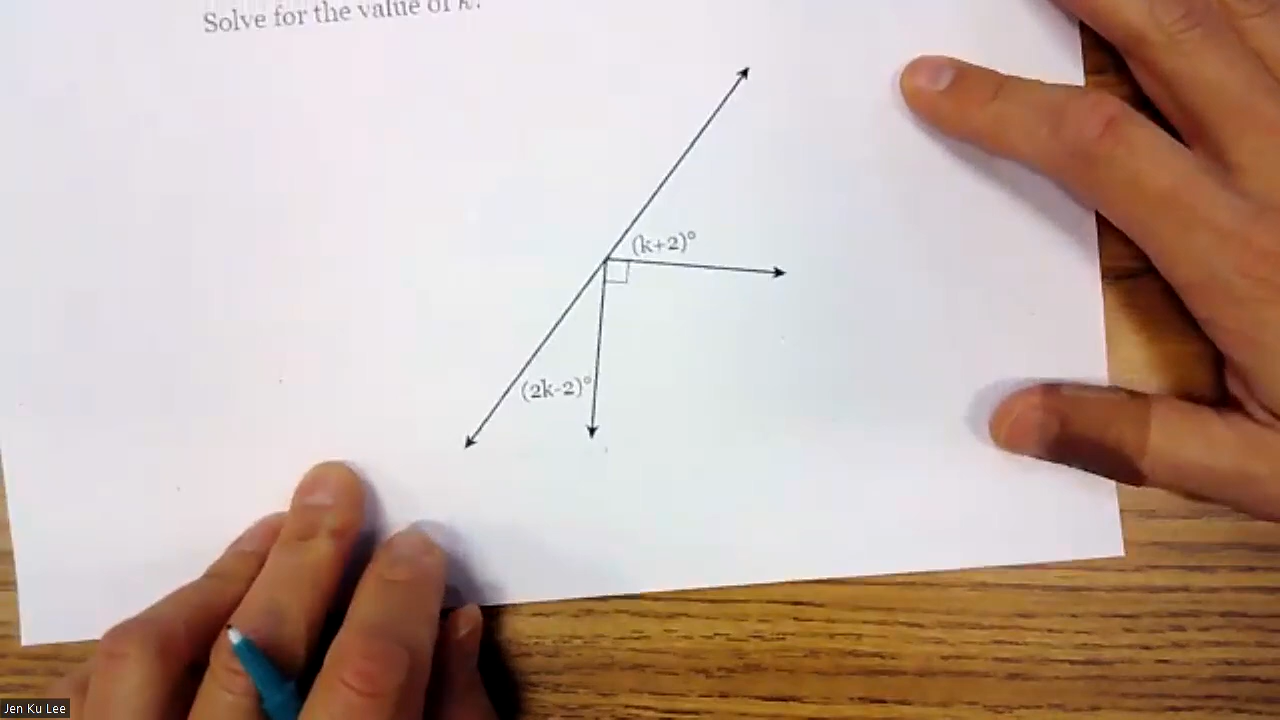 Solve for the value of k.
(k+2)°
(2k-2)°
Jen Ku Lee